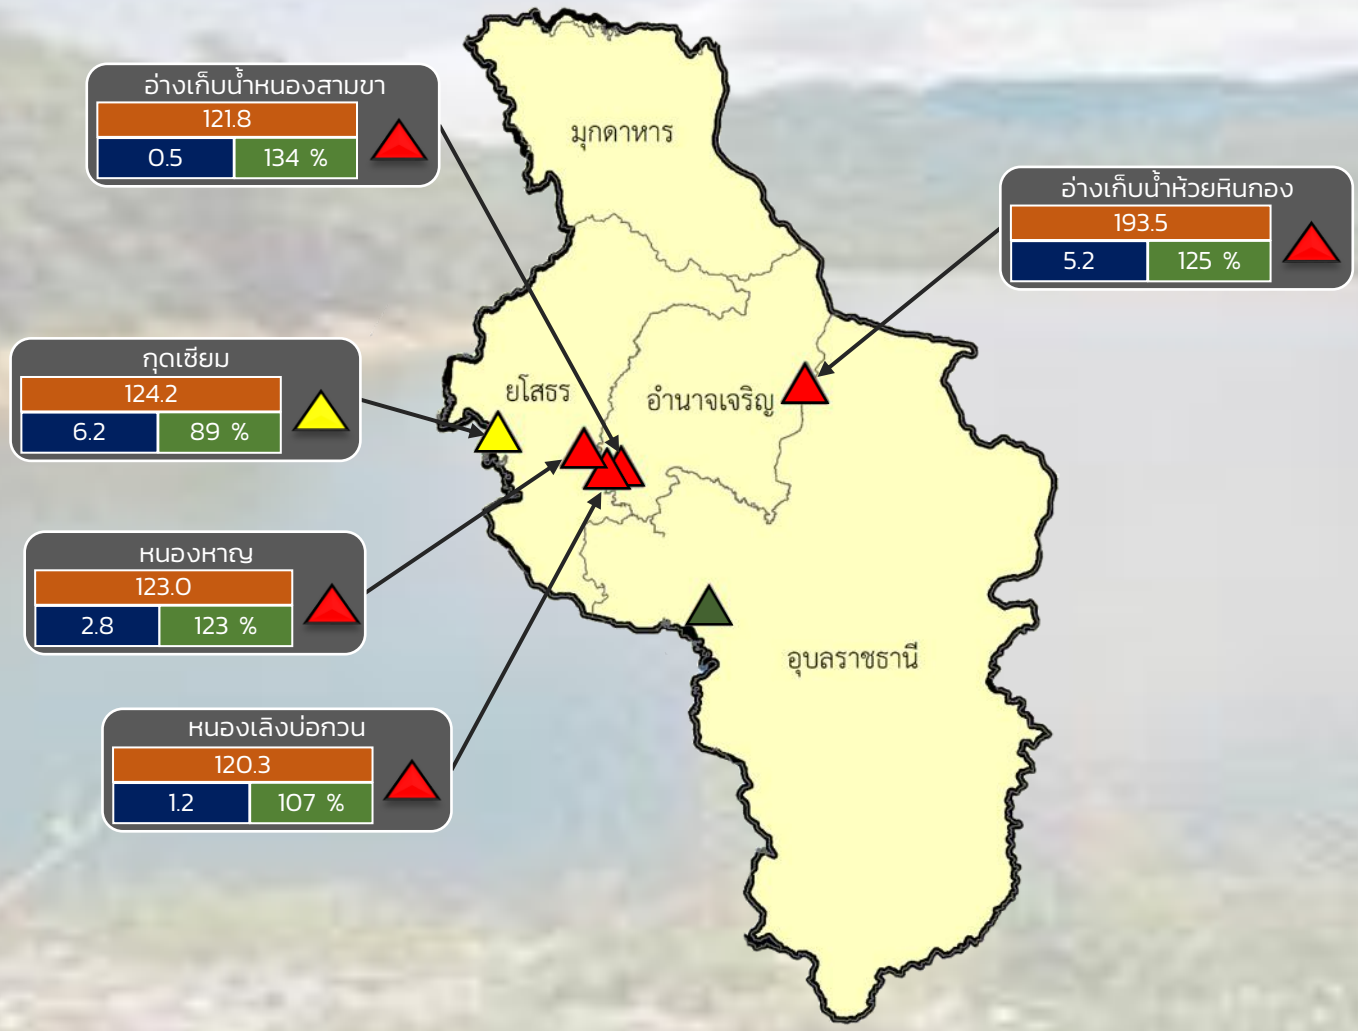 อ่างเก็บน้ำหนองสามขา
121.8
0.5 134 %
มุกดาหาร
อ่างเก็บน้ำห้วยหินกอง
193.5
5.2 125 %
กุดเซียม
124.2
6.2 89 %
ยโสธร
อำนาจเจริญ
หนองหาญ
123.0
2.8 123 %
อุบลราชธานี
หนองเลิงบ่อกวน
120.3
1.2 107 %